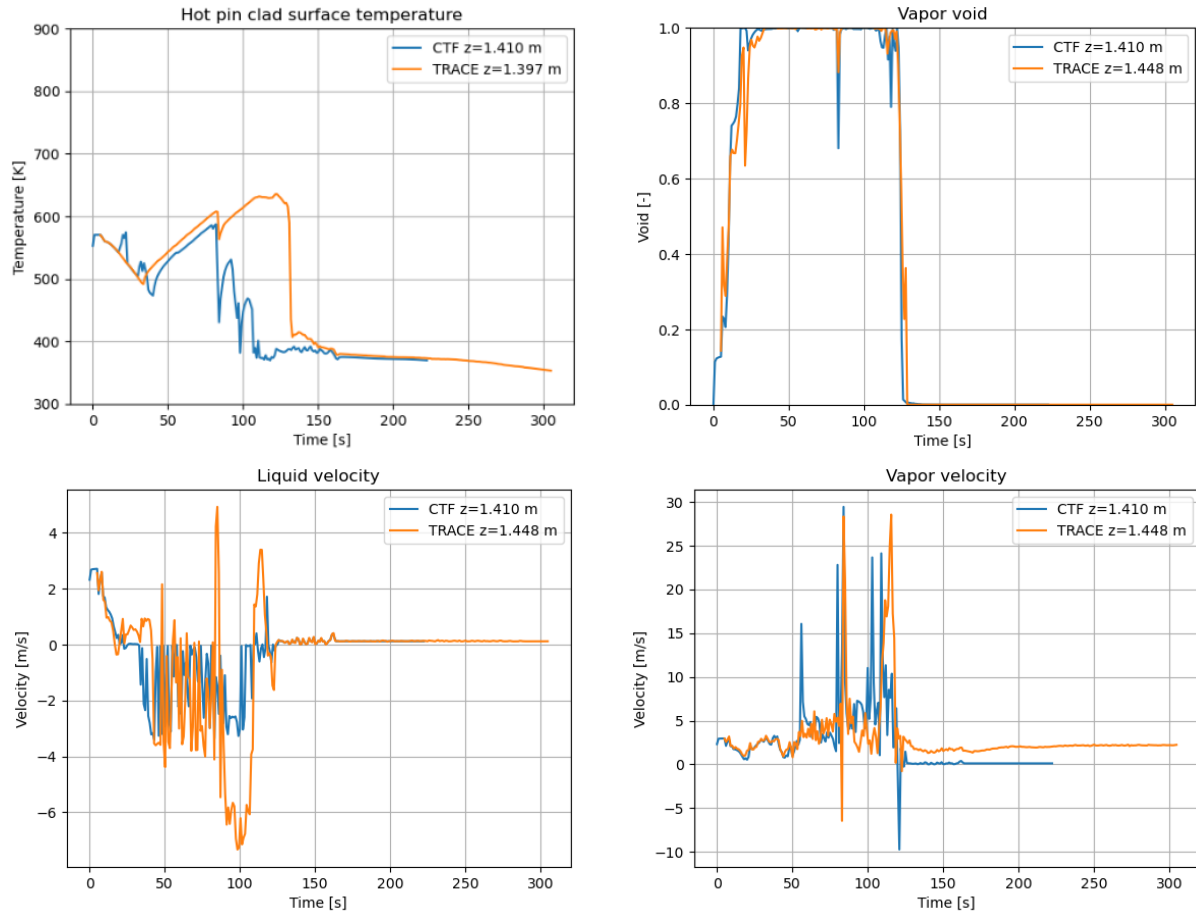 Hot pin clad surface temperature
900
800
700
600
500
400
300
Temperature [K]
CTF z=1.410 m
TRACE z=1.397 m
0 50 100 150 200 250 300
Time [s]
Vapor void
1.0
0.8
0.6
0.4
0.2
0.0
Void [-]
CTF z=1.410 m
TRACE z=1.448 m
0 50 100 150 200 250 300
Time [s]
Liquid velocity
4
2
0
−2
−4
−6
Velocity [m/s]
CTF z=1.410 m
TRACE z=1.448 m
0 50 100 150 200 250 300
Time [s]
Vapor velocity
30
25
20
15
10
5
0
−5
−10
Velocity [m/s]
CTF z=1.410 m
TRACE z=1.448 m
0 50 100 150 200 250 300
Time [s]